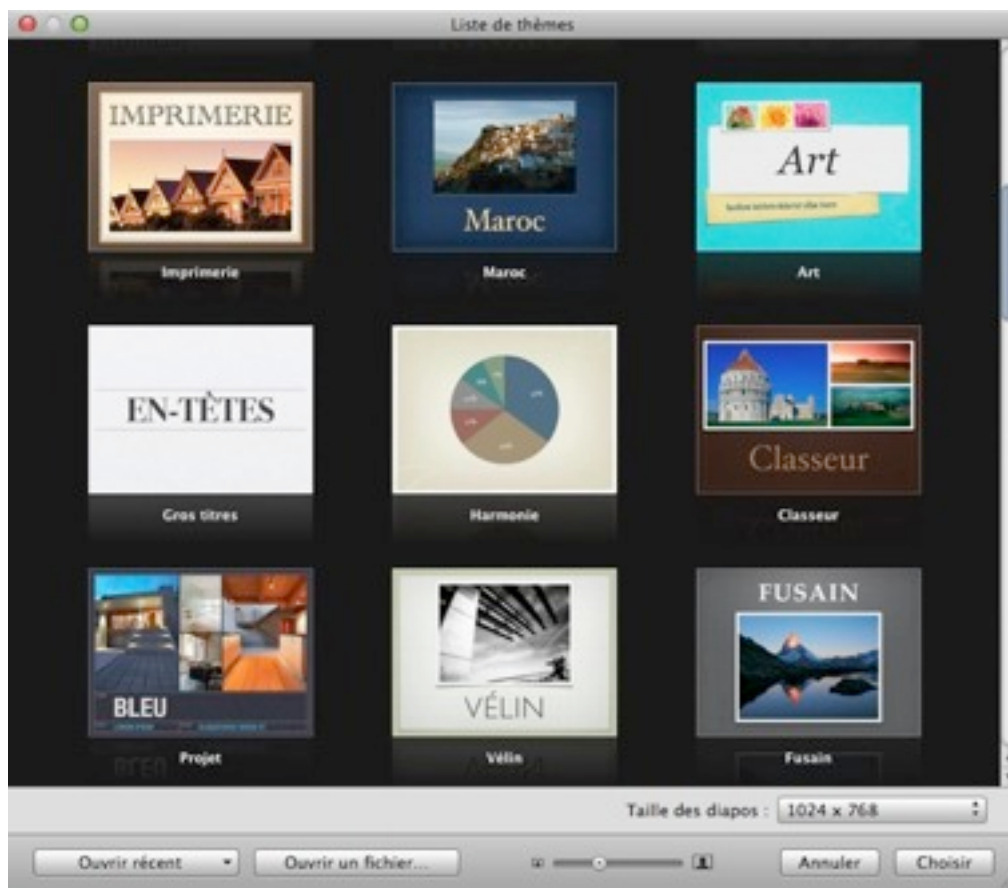 Liste de thèmes
IMPRIMERIE
Imprimerie
Maroc
Maroc
Art
Art
EN-TÊTES
Gros titres
Harmonie
Classeur
Classeur
BLEU
Projet
VÉLIN
Vélin
FUSAIN
Fusain
Taille des diapos : 1024 x 768
Ouvrir récent
Ouvrir un fichier...
Annuler
Choisir